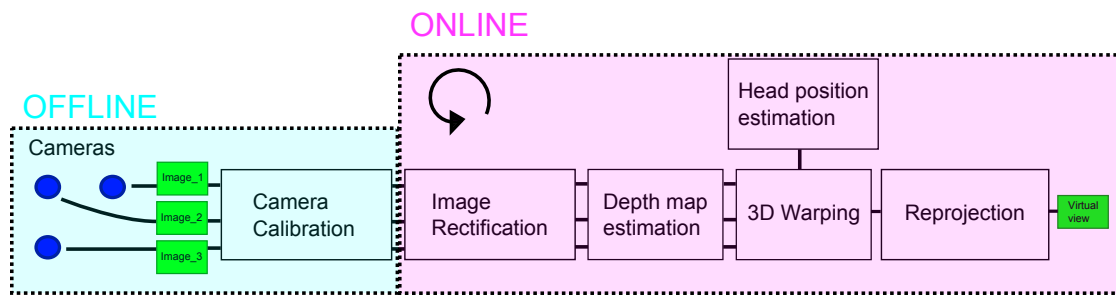 ONLINE
OFFLINE
Cameras
Image_1
Image_2
Image_3
Camera
Calibration
Image
Rectification
Depth map
estimation
Head position
estimation
3D Warping
Reprojection
Virtual
view